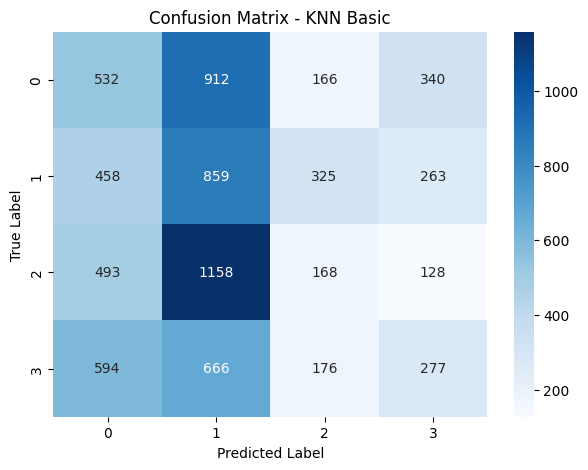 Confusion Matrix - KNN Basic
0 532 912 166 340
1 458 859 325 263
2 493 1158 168 128
3 594 666 176 277
0 1 2 3
Predicted Label
True Label
1000
800
600
400
200